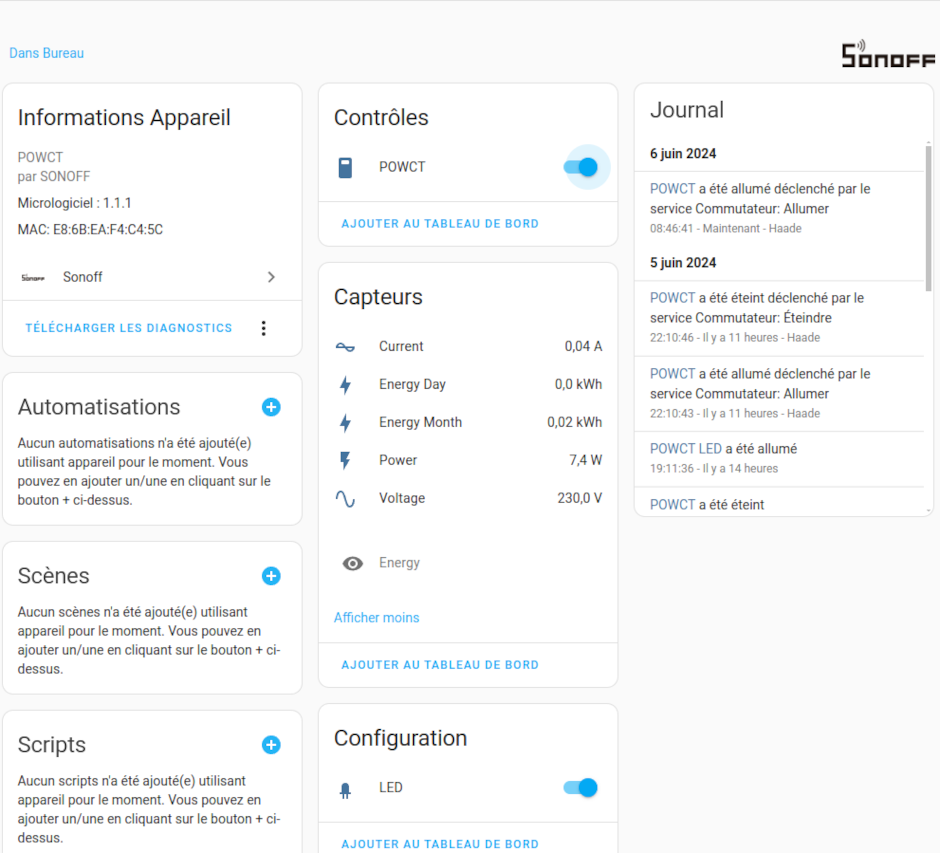 Dans Bureau
SONOFF
Informations Appareil
POWCT
par SONOFF
Micrologiciel : 1.1.1
MAC: E8:6B:EA:F4:C4:5C
SONOFF
Sonoff
TÉLÉCHARGER LES DIAGNOSTICS
Automatisations
Aucun automatisations n'a été ajouté(e)
utilisant appareil pour le moment. Vous
pouvez en ajouter un/une en cliquant sur le
bouton + ci-dessus.
Scènes
Aucun scènes n'a été ajouté(e) utilisant
appareil pour le moment. Vous pouvez en
ajouter un/une en cliquant sur le bouton + ci-
dessus.
Scripts
Aucun scripts n'a été ajouté(e) utilisant
appareil pour le moment. Vous pouvez en
ajouter un/une en cliquant sur le bouton + ci-
dessus.
Contrôles
POWCT
AJOUTER AU TABLEAU DE BORD
Capteurs
Current 0,04 A
Energy Day 0,0 kWh
Energy Month 0,02 kWh
Power 7,4 W
Voltage 230,0 V
Energy
Afficher moins
AJOUTER AU TABLEAU DE BORD
Configuration
LED
AJOUTER AU TABLEAU DE BORD
Journal
6 juin 2024
POWCT a été allumé déclenché par le
service Commutateur: Allumer
08:46:41 - Maintenant - Haade
5 juin 2024
POWCT a été éteint déclenché par le
service Commutateur: Éteindre
22:10:46 - Il y a 11 heures - Haade
POWCT a été allumé déclenché par le
service Commutateur: Allumer
22:10:43 - Il y a 11 heures - Haade
POWCT LED a été allumé
19:11:36 - Il y a 14 heures
POWCT a été éteint